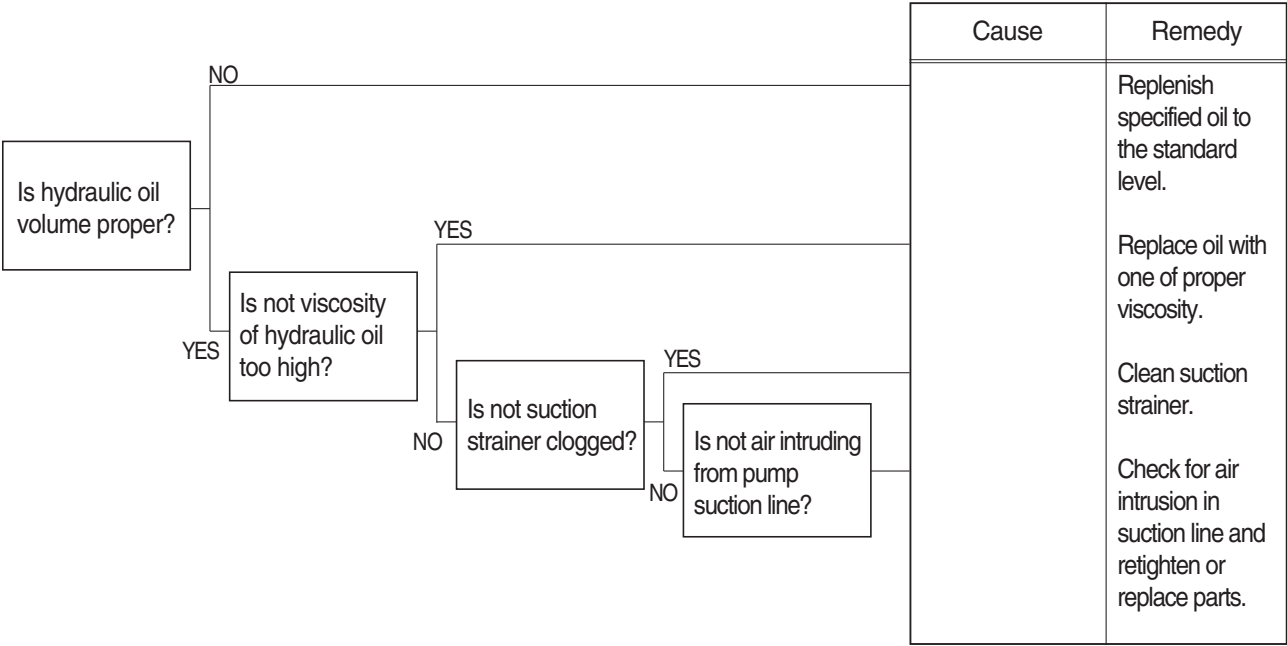 Cause
Remedy
NO
Replenish
specified oil to
the standard
level.
Is hydraulic oil
volume proper?
YES
Replace oil with
one of proper
viscosity.
Is not viscosity
of hydraulic oil
too high?
YES
YES
Clean suction
strainer.
Is not suction
strainer clogged?
NO
Is not air intruding
from pump
suction line?
NO
Check for air
intrusion in
suction line and
retighten or
replace parts.